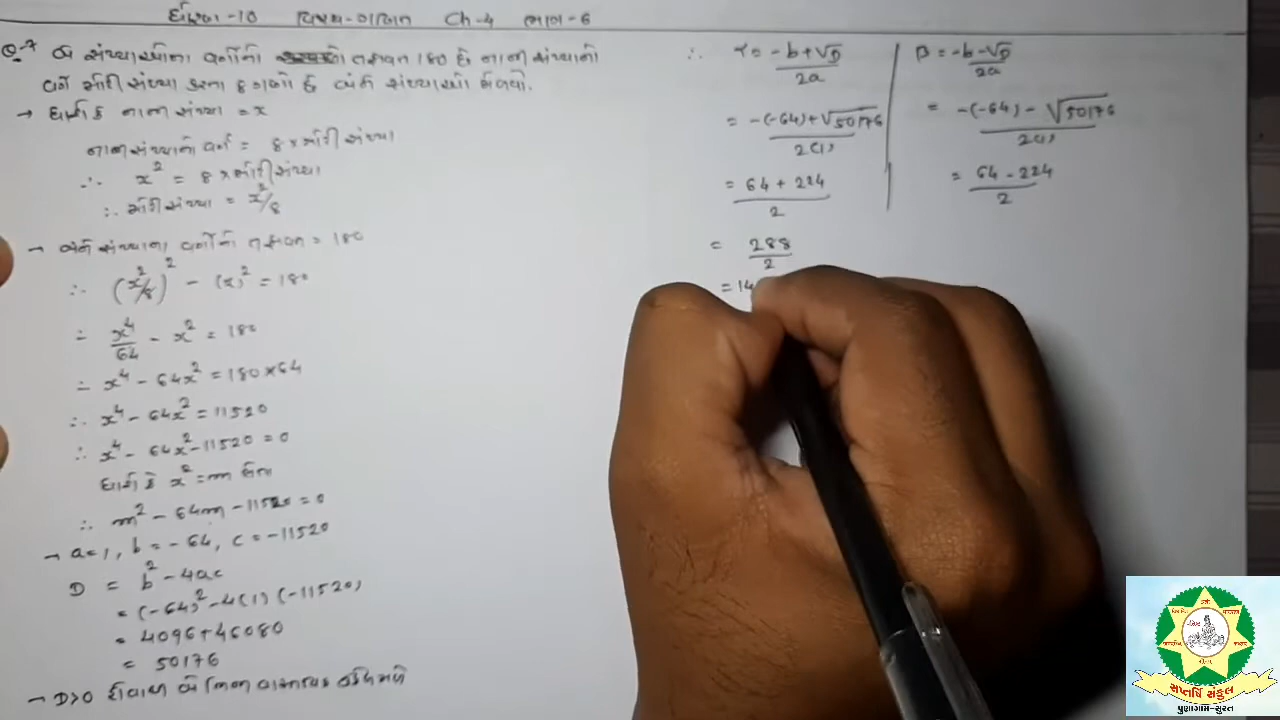 ધોરણ-10 વિષય-ગણિત Ch-4 ભાગ-6
Q-7 બે સંખ્યાઓના વર્ગોનો તફાવત 180 છે નાની સંખ્યાનો
વર્ગ મોટી સંખ્યા કરતા 8 ગણો છે બંને સંખ્યાઓ મેળવો.
→ ધારો કે નાની સંખ્યા = x
નાની સંખ્યાનો વર્ગ = 8 × મોટી સંખ્યા
∴ x² = 8 × મોટી સંખ્યા
∴ મોટી સંખ્યા = x²/8
→ બંને સંખ્યાના વર્ગોનો તફાવત = 180
∴ (x²/8)² - (x)² = 180
∴ x⁴/64 - x² = 180
∴ x⁴ - 64x² = 180×64
∴ x⁴ - 64x² = 11520
∴ x⁴ - 64x² - 11520 = 0
ધારો કે x² = m લેતા
∴ m² - 64m - 11520 = 0
→ a=1, b = -64, c = -11520
D = b² - 4ac
= (-64)² - 4(1) (-11520)
= 4096 + 46080
= 50176
→ D>0 હોવાથી બે ભિન્ન વાસ્તવિક
∴ α = -b+√D/2a
= -(-64)+√50176/2(1)
= 64 + 224/2
= 288/2
= 14
β = -b-√D/2a
= -(-64) - √50176/2(1)
= 64 - 224/2
સપ્તર્ષિ સંકુલ
પુણાગામ-સુરત